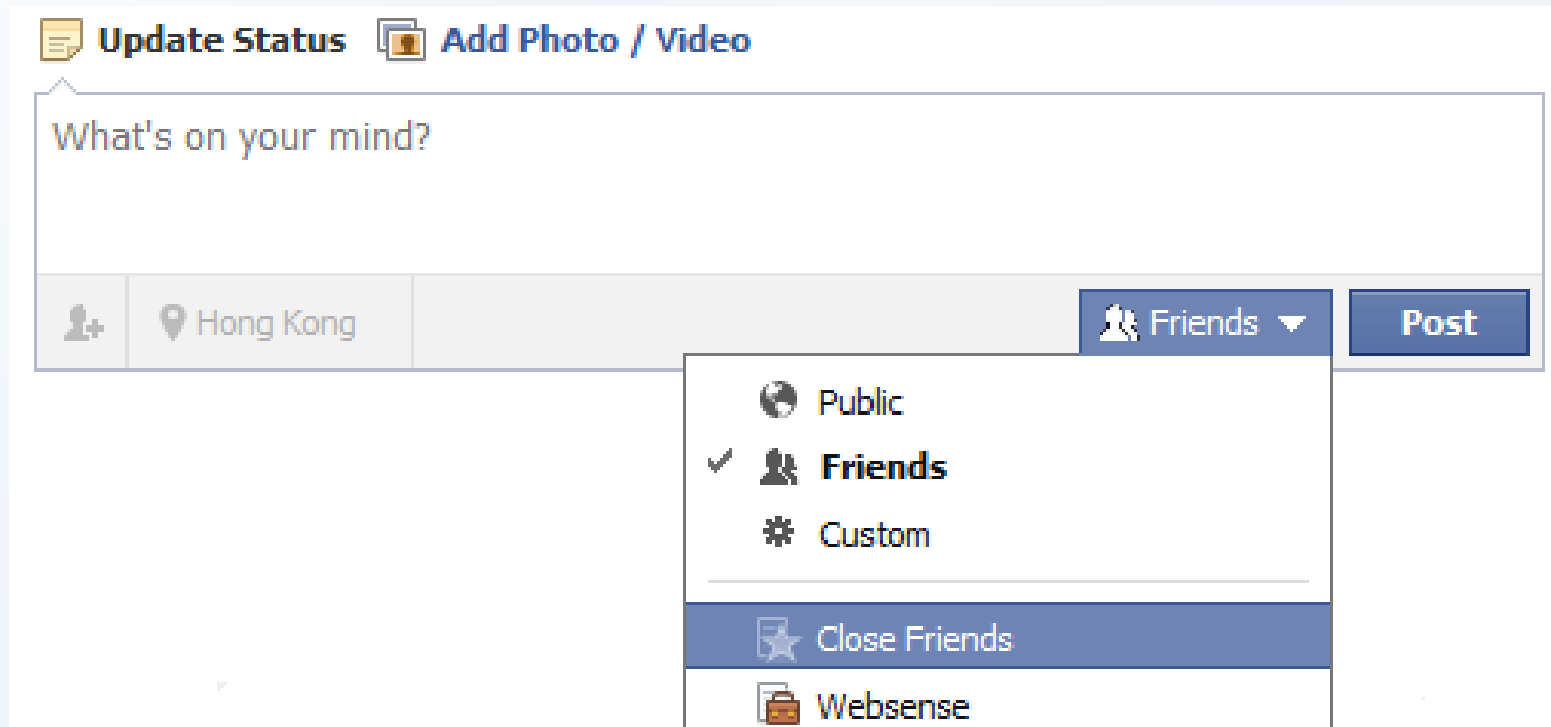 Update Status Add Photo / Video
What's on your mind?
Hong Kong Friends Post
Public
Friends
Custom
Close Friends
Websense